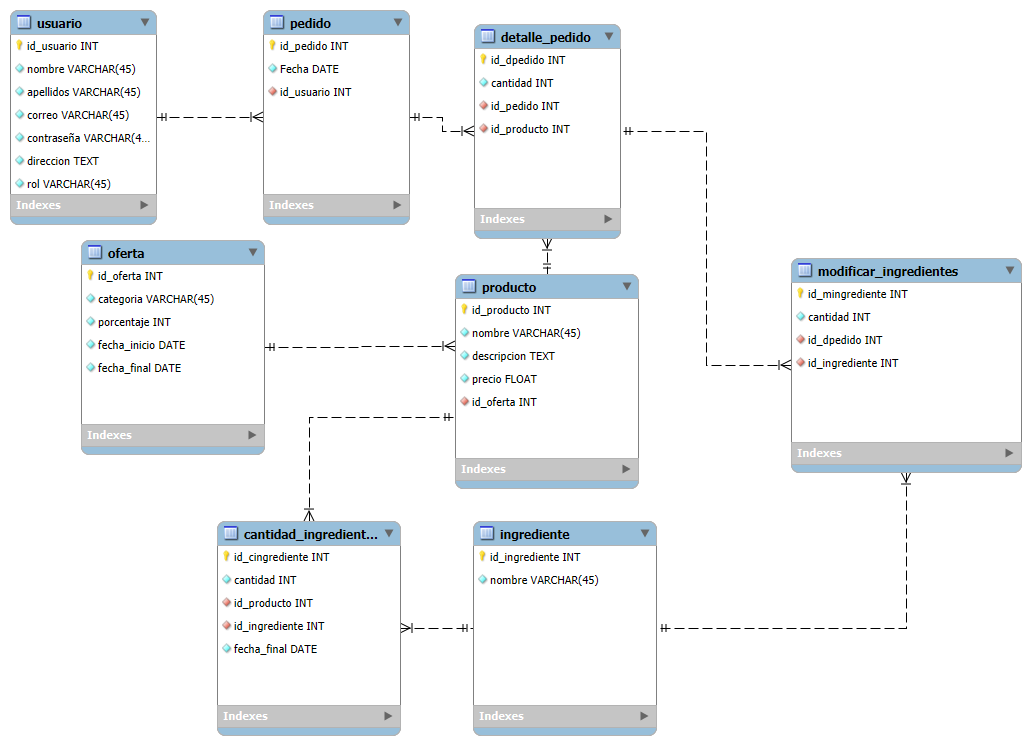 usuario
id_usuario INT
nombre VARCHAR(45)
apellidos VARCHAR(45)
correo VARCHAR(45)
contraseña VARCHAR(4...
direccion TEXT
rol VARCHAR(45)
Indexes
pedido
id_pedido INT
Fecha DATE
id_usuario INT
Indexes
detalle_pedido
id_dpedido INT
cantidad INT
id_pedido INT
id_producto INT
Indexes
oferta
id_oferta INT
categoria VARCHAR(45)
porcentaje INT
fecha_inicio DATE
fecha_final DATE
Indexes
producto
id_producto INT
nombre VARCHAR(45)
descripcion TEXT
precio FLOAT
id_oferta INT
Indexes
modificar_ingredientes
id_mingrediente INT
cantidad INT
id_dpedido INT
id_ingrediente INT
Indexes
cantidad_ingredient...
id_cingrediente INT
cantidad INT
id_producto INT
id_ingrediente INT
fecha_final DATE
Indexes
ingrediente
id_ingrediente INT
nombre VARCHAR(45)
Indexes